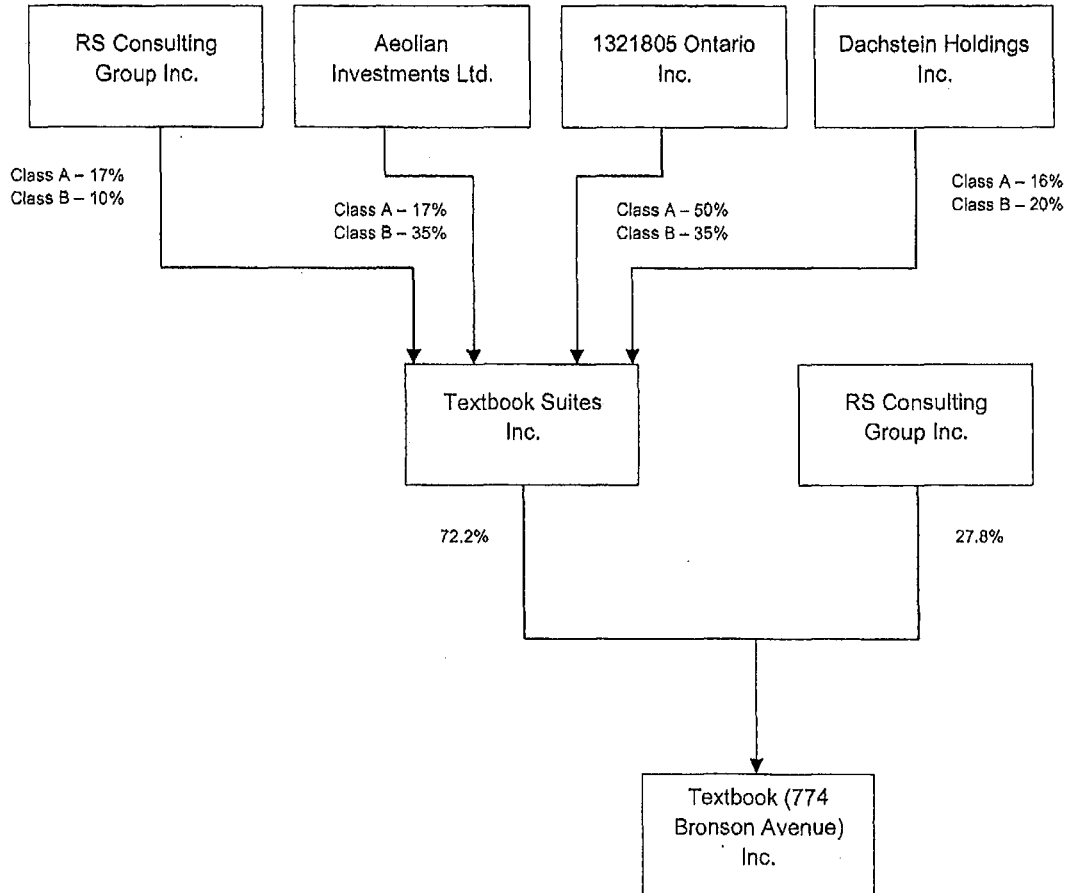 RS Consulting
Group Inc.
Aeolian
Investments Ltd.
1321805 Ontario
Inc.
Dachstein Holdings
Inc.
Class A – 17%
Class B – 10%
Class A – 17%
Class B – 35%
Class A – 50%
Class B – 35%
Class A – 16%
Class B – 20%
Textbook Suites
Inc.
RS Consulting
Group Inc.
72.2%
27.8%
Textbook (774
Bronson Avenue)
Inc.